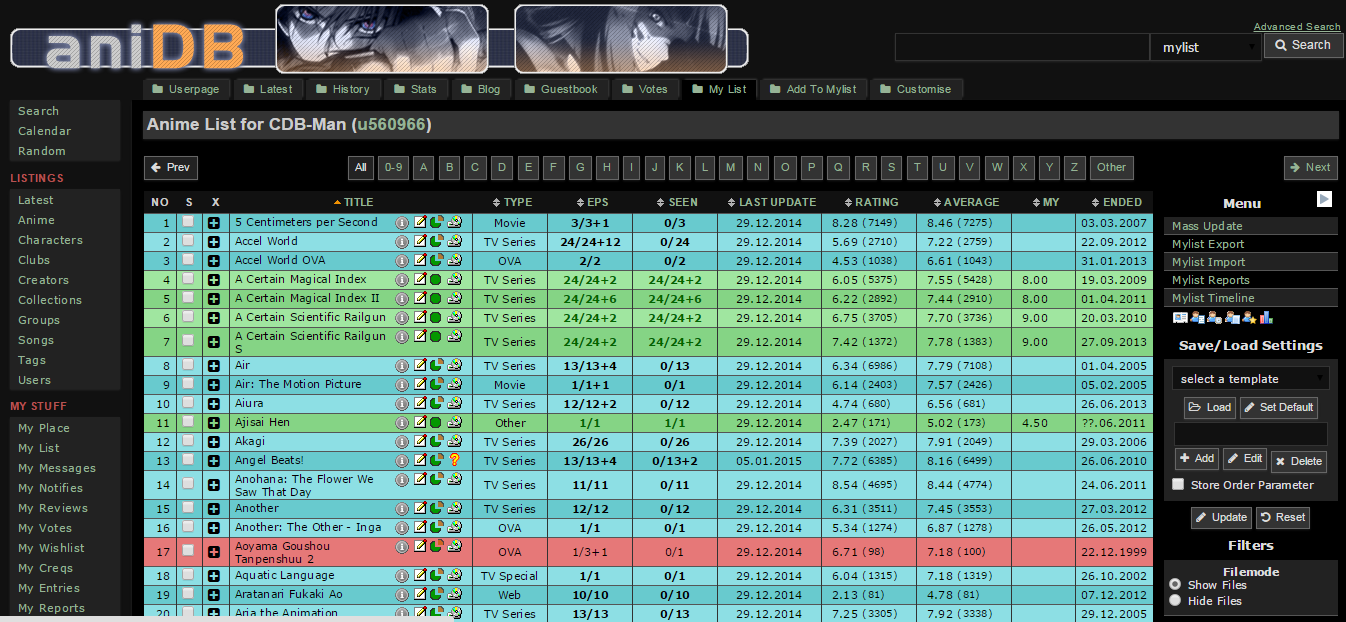 aniDB
Advanced Search
mylist
Search
Userpage Latest History Stats Blog Guestbook Votes My List Add To Mylist Customise
Search
Calendar
Random
LISTINGS
Latest
Anime
Characters
Clubs
Creators
Collections
Groups
Songs
Tags
Users
MY STUFF
My Place
My List
My Messages
My Notifies
My Reviews
My Votes
My Wishlist
My Creqs
My Entries
My Reports
Anime List for CDB-Man (u560966)
Prev All 0-9 A B C D E F G H I J K L M N O P Q R S T U V W X Y Z Other Next
NO S X TITLE TYPE EPS SEEN LAST UPDATE RATING AVERAGE MY ENDED
1 5 Centimeters per Second Movie 3/3+1 0/3 29.12.2014 8.28 (7149) 8.46 (7275) 03.03.2007
2 Accel World TV Series 24/24+12 0/24 29.12.2014 5.69 (2710) 7.22 (2759) 22.09.2012
3 Accel World OVA OVA 2/2 0/2 29.12.2014 4.53 (1038) 6.61 (1043) 31.01.2013
4 A Certain Magical Index TV Series 24/24+2 24/24+2 29.12.2014 6.05 (5375) 7.55 (5428) 8.00 19.03.2009
5 A Certain Magical Index II TV Series 24/24+6 24/24+6 29.12.2014 6.22 (2892) 7.44 (2910) 8.00 01.04.2011
6 A Certain Scientific Railgun TV Series 24/24+2 24/24+2 29.12.2014 6.75 (3705) 7.70 (3736) 9.00 20.03.2010
7 A Certain Scientific Railgun S TV Series 24/24+2 24/24+2 29.12.2014 7.42 (1372) 7.78 (1383) 9.00 27.09.2013
8 Air TV Series 13/13+4 0/13 29.12.2014 6.34 (6986) 7.79 (7108) 01.04.2005
9 Air: The Motion Picture Movie 1/1+1 0/1 29.12.2014 6.14 (2403) 7.57 (2426) 05.02.2005
10 Aiura TV Series 12/12+2 0/12 29.12.2014 4.74 (680) 6.56 (681) 26.06.2013
11 Ajisai Hen Other 1/1 1/1 29.12.2014 2.47 (171) 5.02 (173) 4.50 ??.06.2011
12 Akagi TV Series 26/26 0/26 29.12.2014 7.39 (2027) 7.91 (2049) 29.03.2006
13 Angel Beats! TV Series 13/13+4 0/13+2 05.01.2015 7.72 (6385) 8.16 (6499) 26.06.2010
14 Anohana: The Flower We Saw That Day TV Series 11/11 0/11 29.12.2014 8.54 (4695) 8.44 (4774) 24.06.2011
15 Another TV Series 12/12 0/12 29.12.2014 6.31 (3511) 7.45 (3553) 27.03.2012
16 Another: The Other - Inga OVA 1/1 0/1 29.12.2014 5.34 (1274) 6.87 (1278) 26.05.2012
17 Aoyama Goushou Tanpenshuu 2 OVA 1/3+1 0/1 29.12.2014 6.71 (98) 7.18 (100) 22.12.1999
18 Aquatic Language TV Special 1/1 0/1 29.12.2014 6.04 (1315) 7.18 (1319) 26.10.2002
19 Aratanari Fukaki Ao Web 10/10 0/10 29.12.2014 2.13 (81) 4.78 (81) 07.12.2012
20 Aria the Animation TV Series 13/13 0/13 29.12.2014 7.25 (3305) 7.92 (3338) 29.12.2005
Menu
Mass Update
Mylist Export
Mylist Import
Mylist Reports
Mylist Timeline
Save/Load Settings
select a template
Load Set Default
Add Edit Delete
Store Order Parameter
Update Reset
Filters
Filemode
Show Files
Hide Files